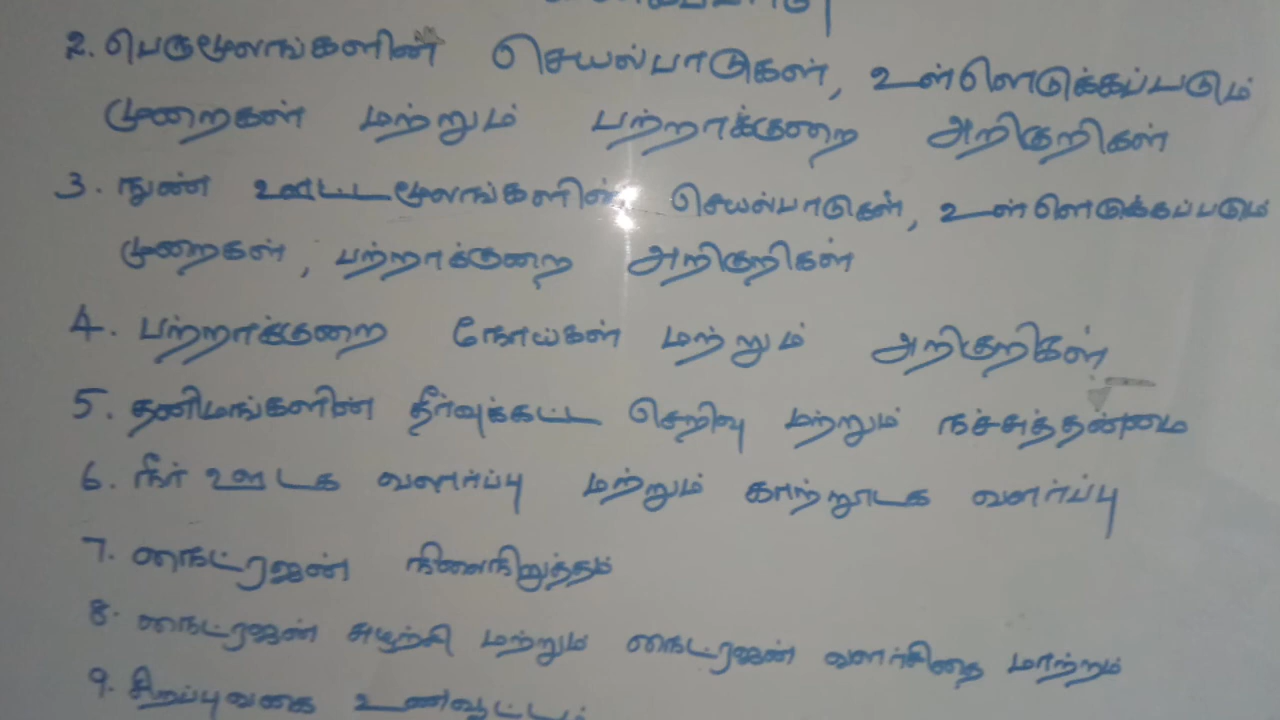 2. பெருமூலங்களின் செயல்பாடுகள், உள்ளெடுக்கப்படும்
முறைகள் மற்றும் பற்றாக்குறை அறிகுறிகள்
3. நுண் ஊட்டமூலங்களின் செயல்பாடுகள், உள்ளெடுக்கப்படும்
முறைகள், பற்றாக்குறை அறிகுறிகள்
4. பற்றாக்குறை நோய்கள் மற்றும் அறிகுறிகள்
5. தனிமங்களின் தீர்வுக்கட்ட செறிவு மற்றும் நச்சுத்தன்மை
6. நீர் ஊடக வளர்ப்பு மற்றும் காற்றூடக வளர்ப்பு
7. நைட்ரஜன் நிலைநிறுத்தம்
8. நைட்ரஜன் சுழற்சி மற்றும் நைட்ரஜன் வளர்சிதை மாற்றம்
9. சிறப்புவகை உணவூட்டம்